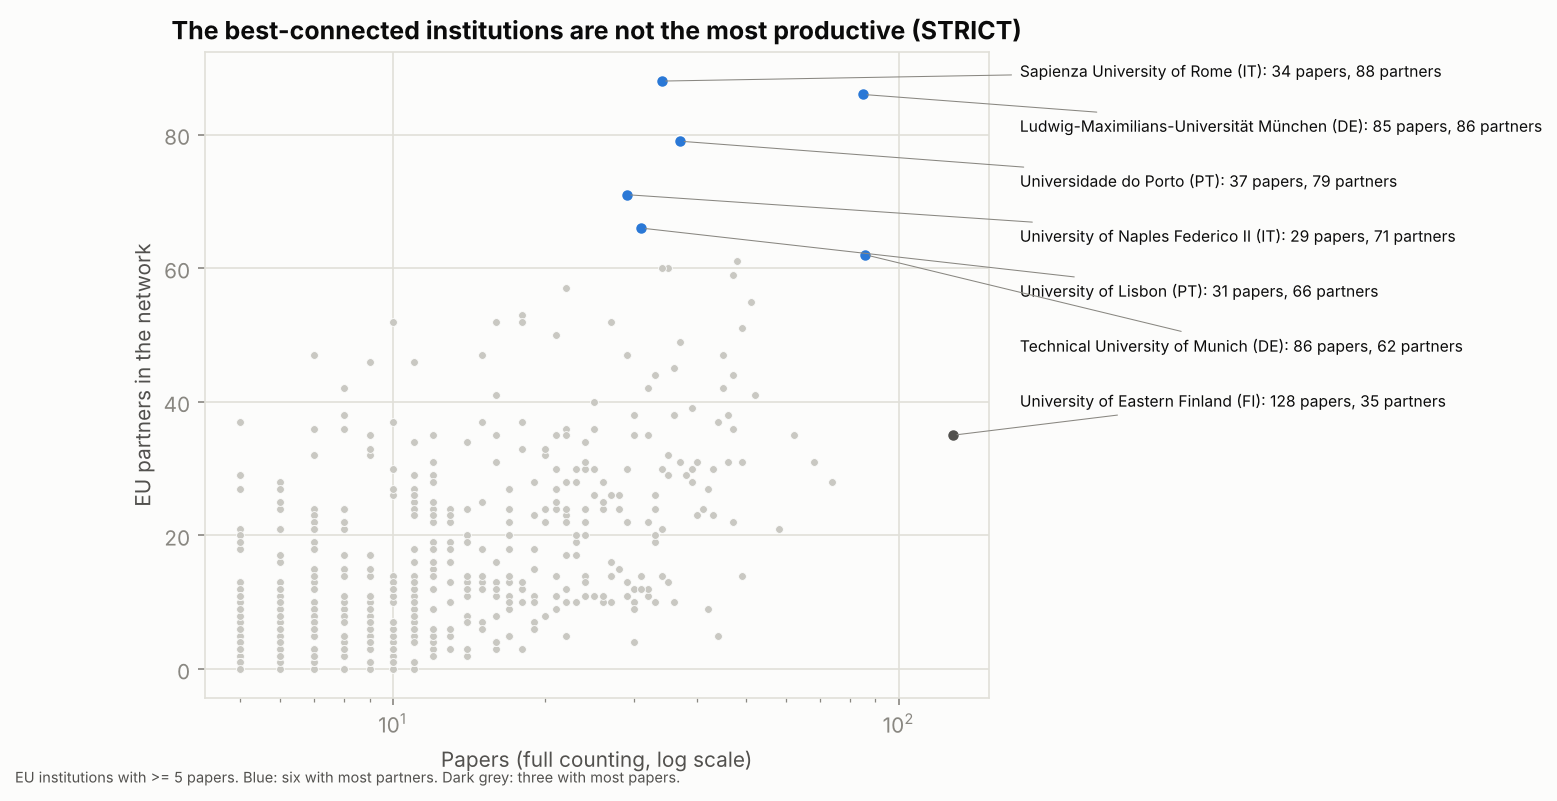 The best-connected institutions are not the most productive (STRICT)
Sapienza University of Rome (IT): 34 papers, 88 partners
Ludwig-Maximilians-Universität München (DE): 85 papers, 86 partners
Universidade do Porto (PT): 37 papers, 79 partners
University of Naples Federico II (IT): 29 papers, 71 partners
University of Lisbon (PT): 31 papers, 66 partners
Technical University of Munich (DE): 86 papers, 62 partners
University of Eastern Finland (FI): 128 papers, 35 partners
EU partners in the network
80
60
40
20
0
10¹
10²
Papers (full counting, log scale)
EU institutions with >= 5 papers. Blue: six with most partners. Dark grey: three with most papers.